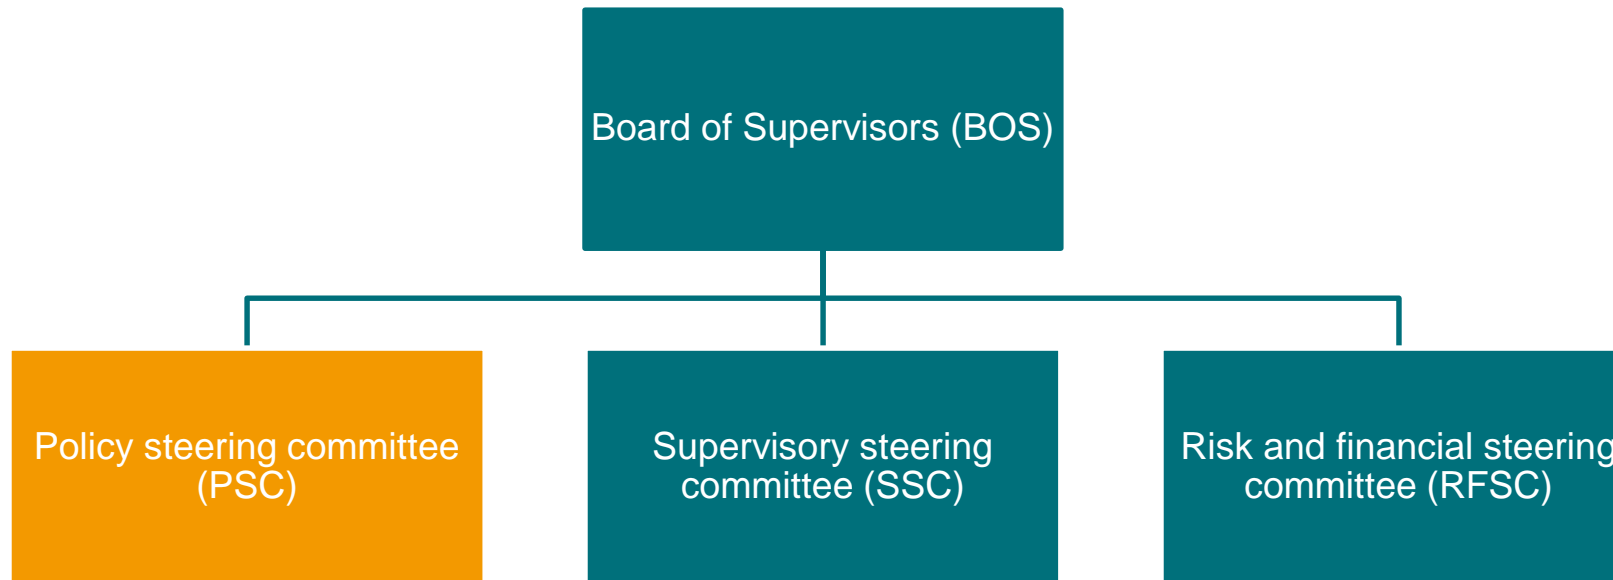 Board of Supervisors (BOS)
Policy steering committee
(PSC)
Supervisory steering
committee (SSC)
Risk and financial steering
committee (RFSC)